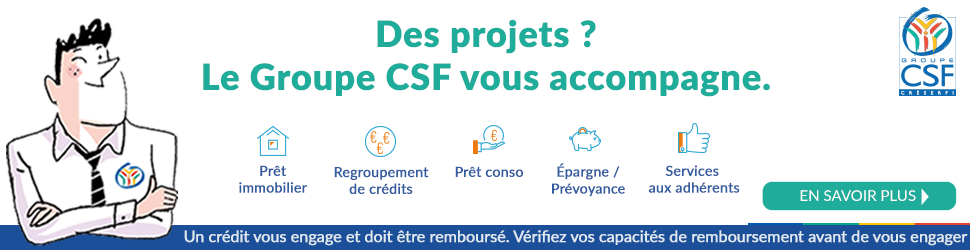 Des projets ?
Le Groupe CSF vous accompagne.
GROUPE
CSF
CRÉSERFI
Prêt
immobilier
Regroupement
de crédits
Prêt conso
Épargne /
Prévoyance
Services
aux adhérents
EN SAVOIR PLUS
Un crédit vous engage et doit être remboursé. Vérifiez vos capacités de remboursement avant de vous engager